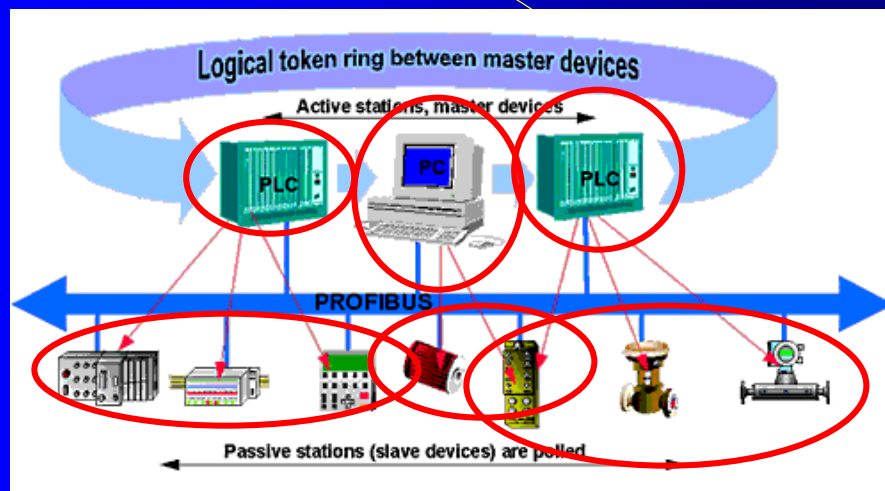 Logical token ring between master devices
Active stations, master devices
PLC
PC
PLC
PROFIBUS
Passive stations (slave devices) are polled